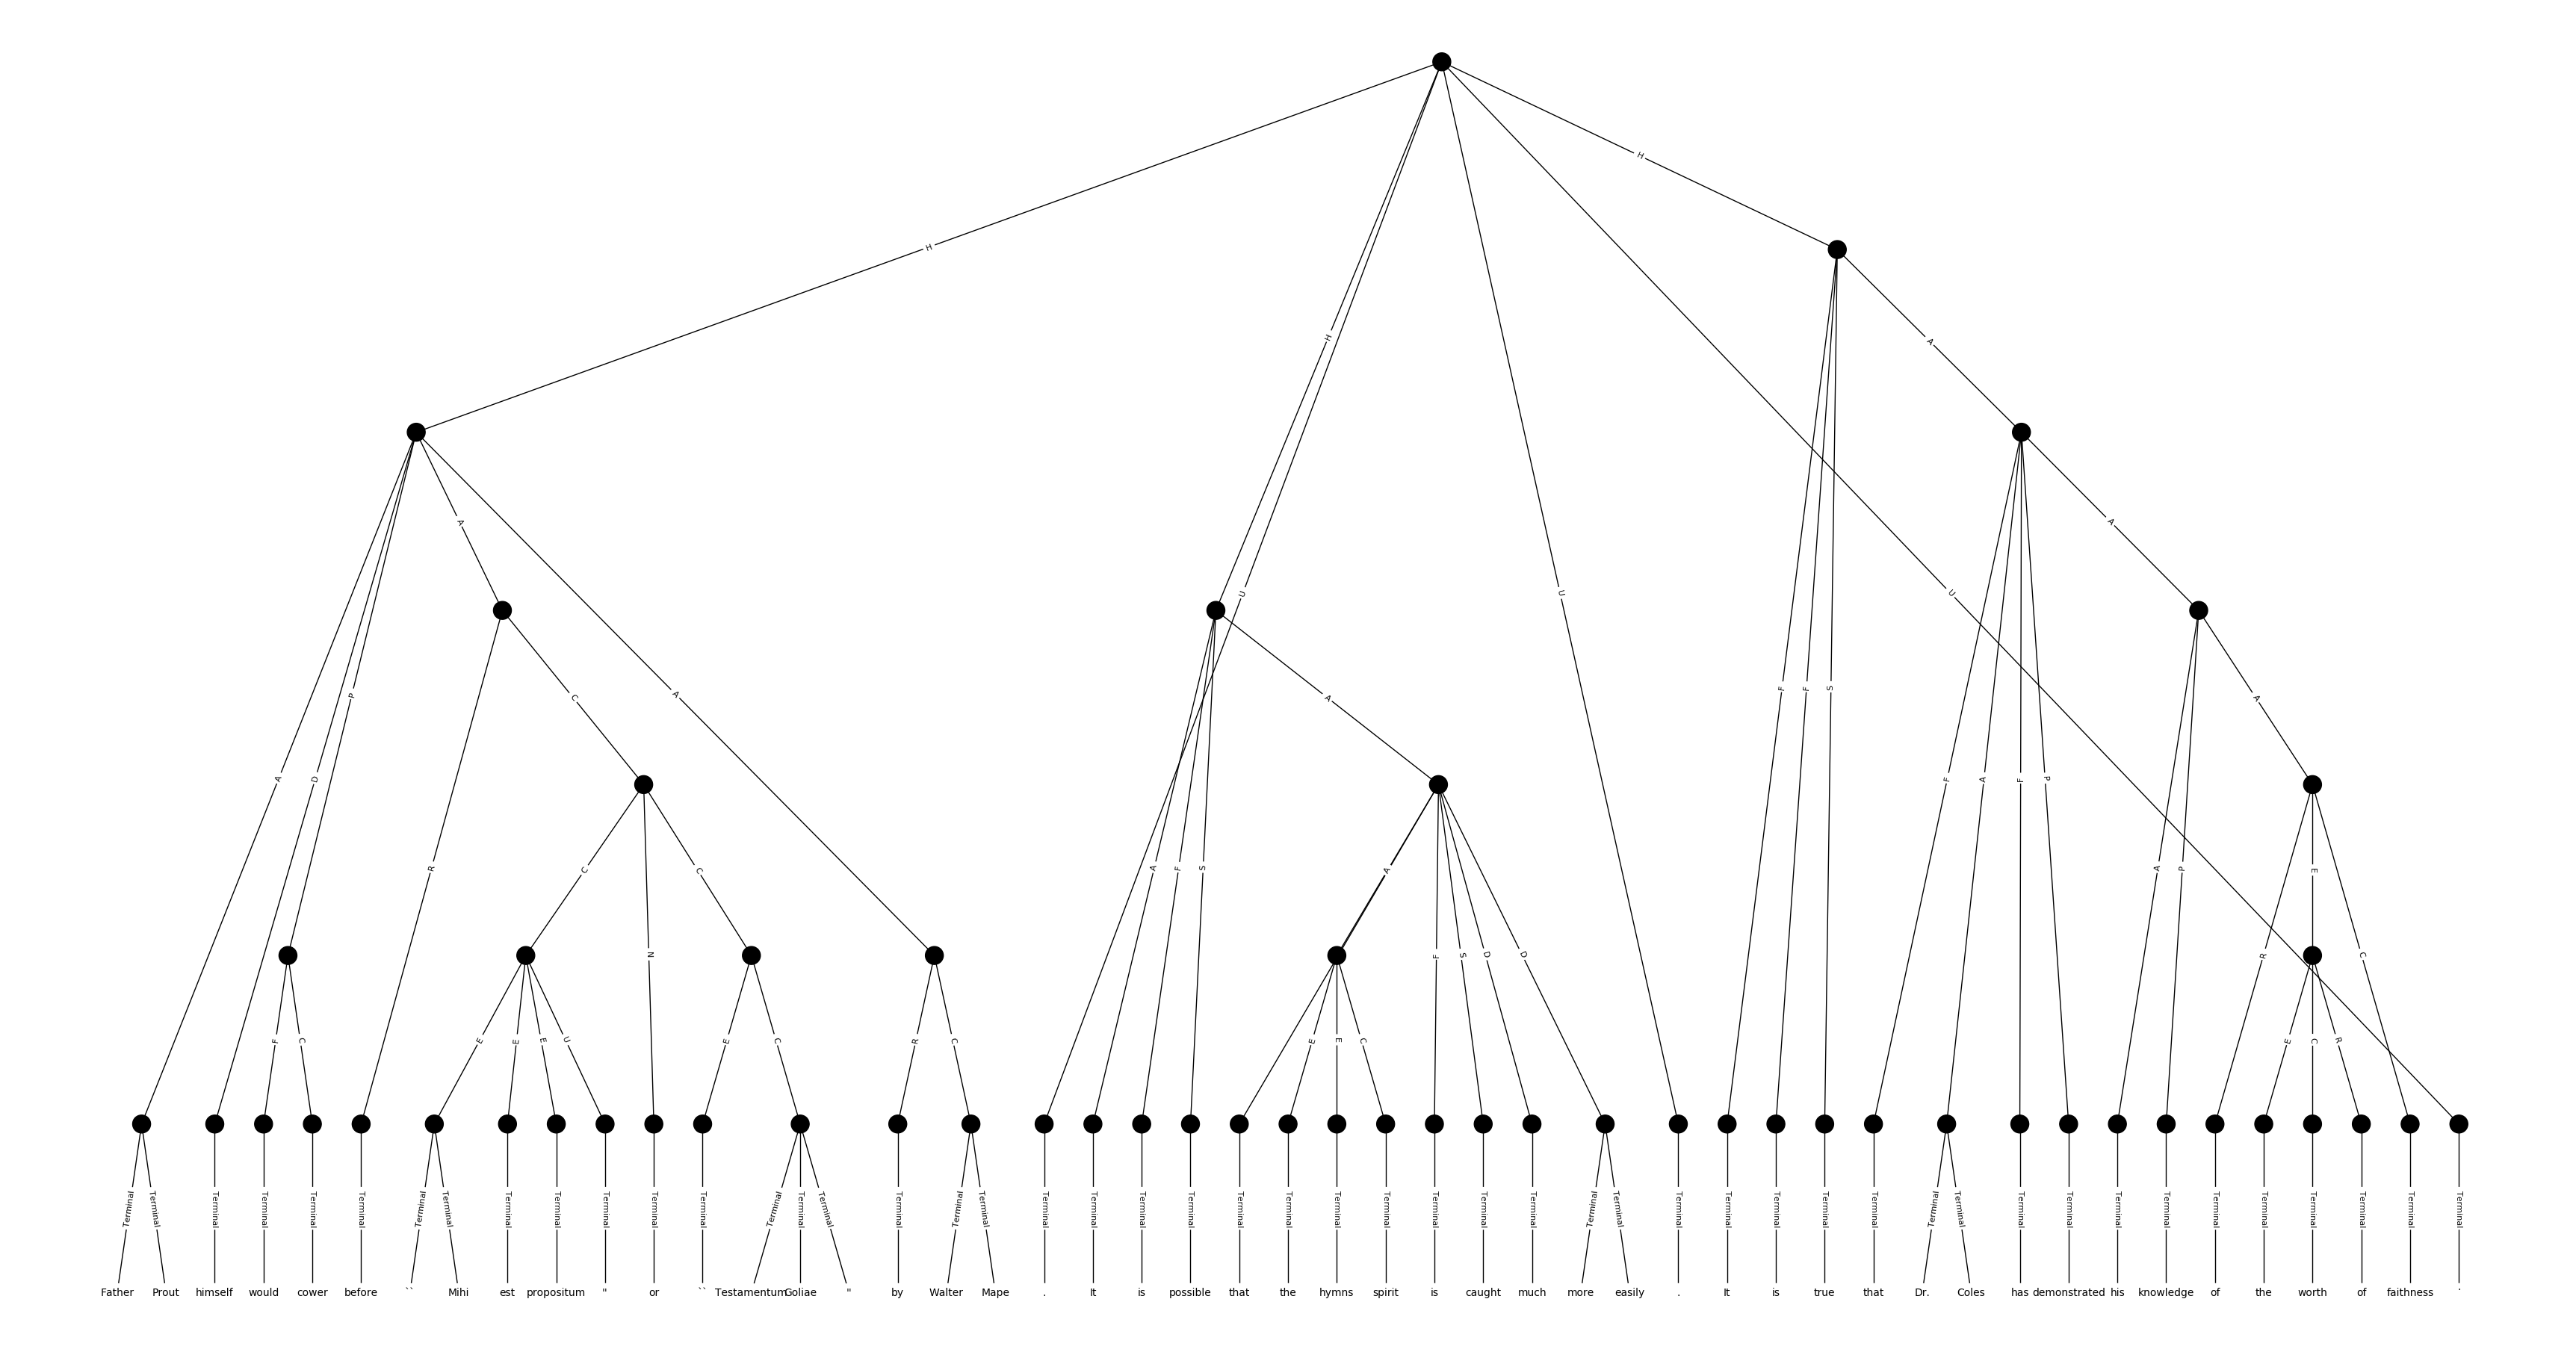 H
H
A
H
A
A
U
U
U
F F S
P A C A A A
A D F A F P
R C C A F S A A P E
N F S D D R C
F C E E E U E C R C E E C E C R
Terminal Terminal Terminal Terminal Terminal Terminal Terminal Terminal Terminal Terminal Terminal Terminal Terminal Terminal Terminal Terminal Terminal Terminal Terminal Terminal Terminal Terminal Terminal Terminal Terminal Terminal Terminal Terminal Terminal Terminal Terminal Terminal Terminal Terminal Terminal Terminal Terminal Terminal Terminal Terminal Terminal Terminal Terminal Terminal Terminal Terminal Terminal Terminal Terminal
Father Prout himself would cower before `` Mihi est propositum " or `` Testamentum Goliae " by Walter Mape . It is possible that the hymns spirit is caught much more easily . It is true that Dr. Coles has demonstrated his knowledge of the worth of faithness .